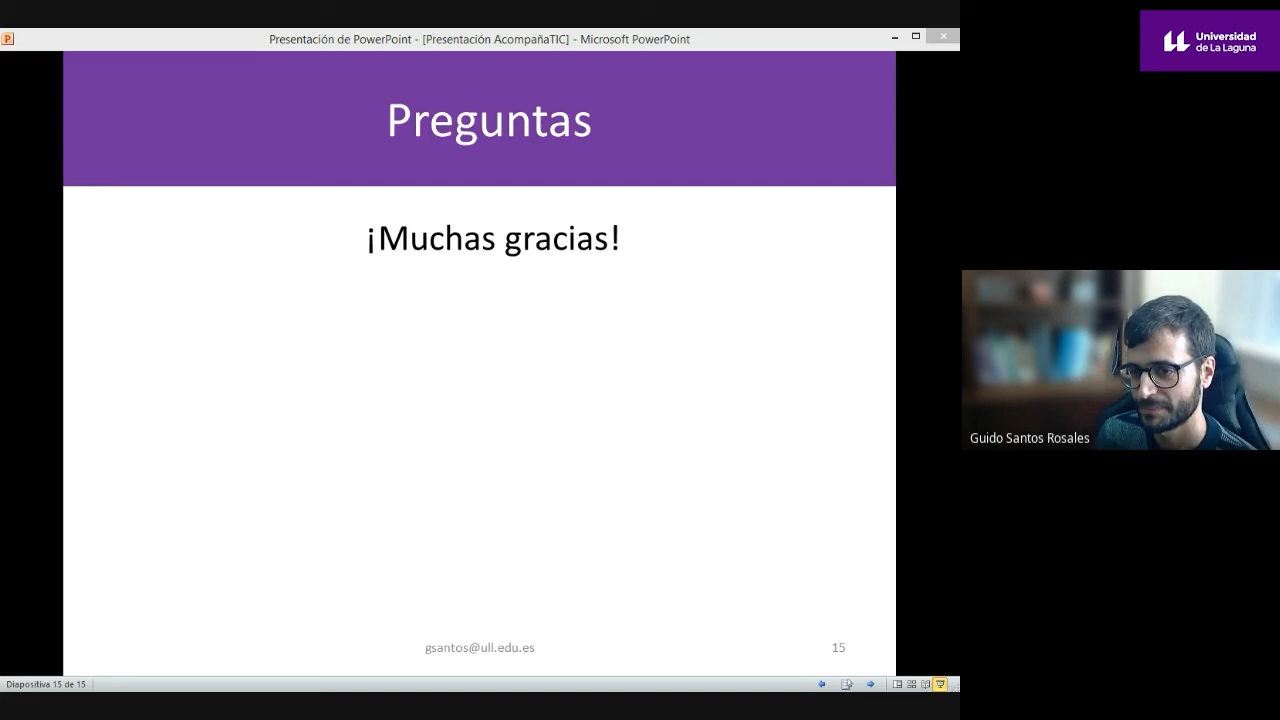 Presentación de PowerPoint - [Presentación AcompañaTIC] - Microsoft PowerPoint
Universidad
de La Laguna
Preguntas
¡Muchas gracias!
Guido Santos Rosales
gsantos@ull.edu.es
15
Diapositiva 15 de 15